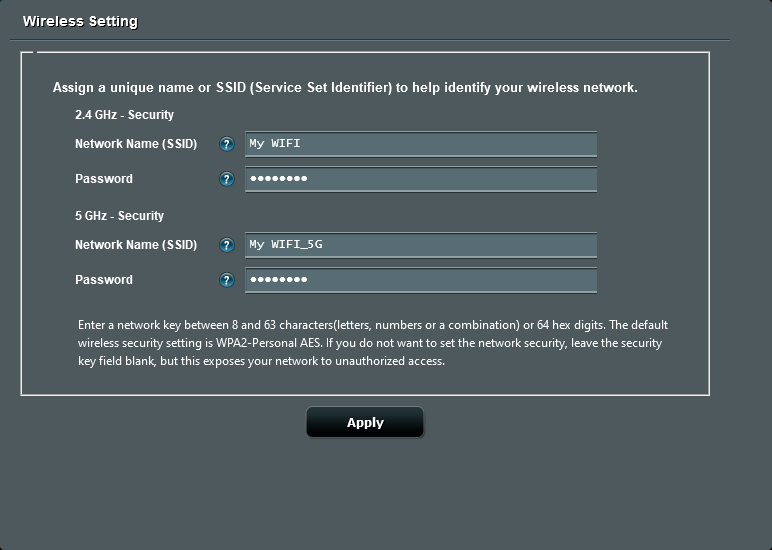 Wireless Setting
Assign a unique name or SSID (Service Set Identifier) to help identify your wireless network.
2.4 GHz - Security
Network Name (SSID) ? My WIFI
Password ? ••••••••
5 GHz - Security
Network Name (SSID) ? My WIFI_5G
Password ? ••••••••
Enter a network key between 8 and 63 characters(letters, numbers or a combination) or 64 hex digits. The default
wireless security setting is WPA2-Personal AES. If you do not want to set the network security, leave the security
key field blank, but this exposes your network to unauthorized access.
Apply